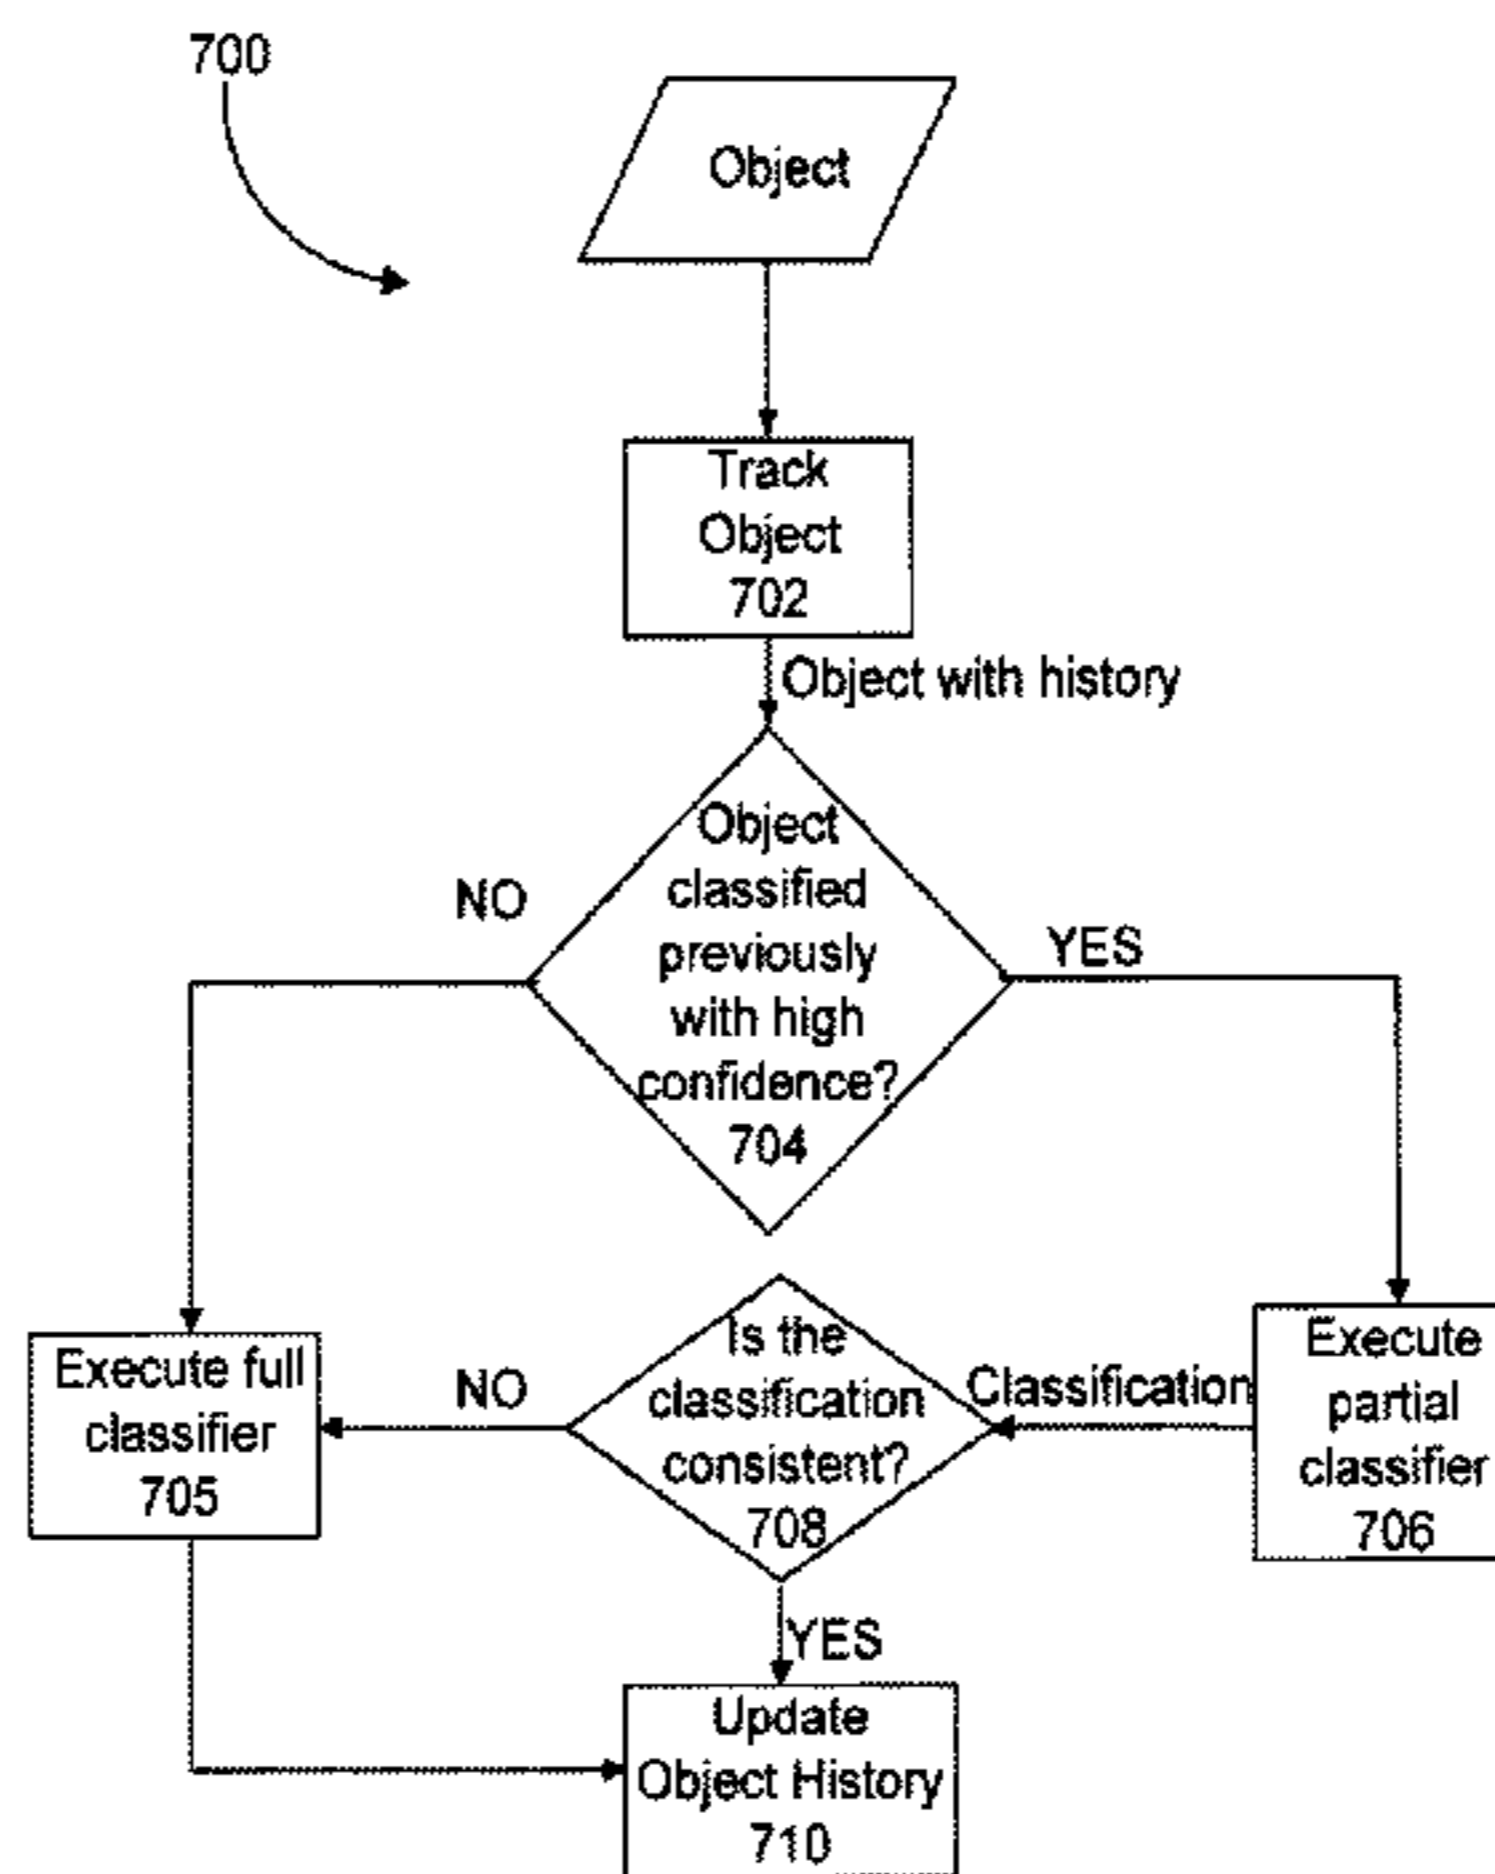 700
Object
Track
Object
702
Object with history
Object
classified
previously
with high
confidence?
704
NO
YES
Execute full
classifier
705
NO
Is the
classification
consistent?
708
Classification
Execute
partial
classifier
706
YES
Update
Object History
710